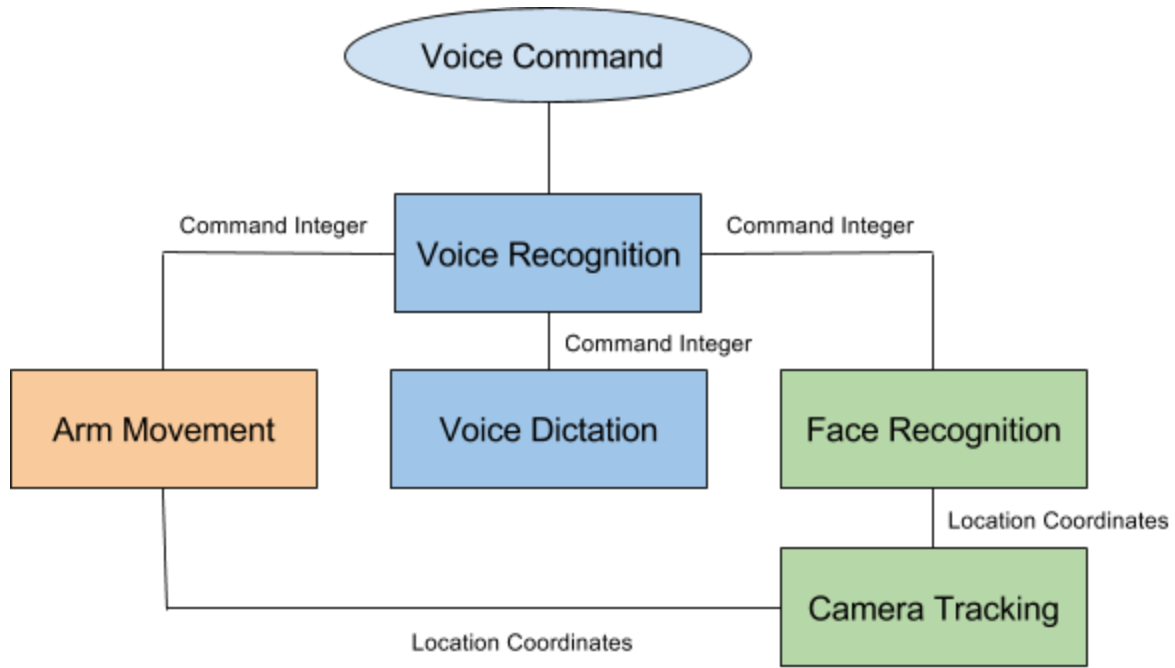 Voice Command
Command Integer
Command Integer
Voice Recognition
Command Integer
Arm Movement
Voice Dictation
Face Recognition
Location Coordinates
Camera Tracking
Location Coordinates